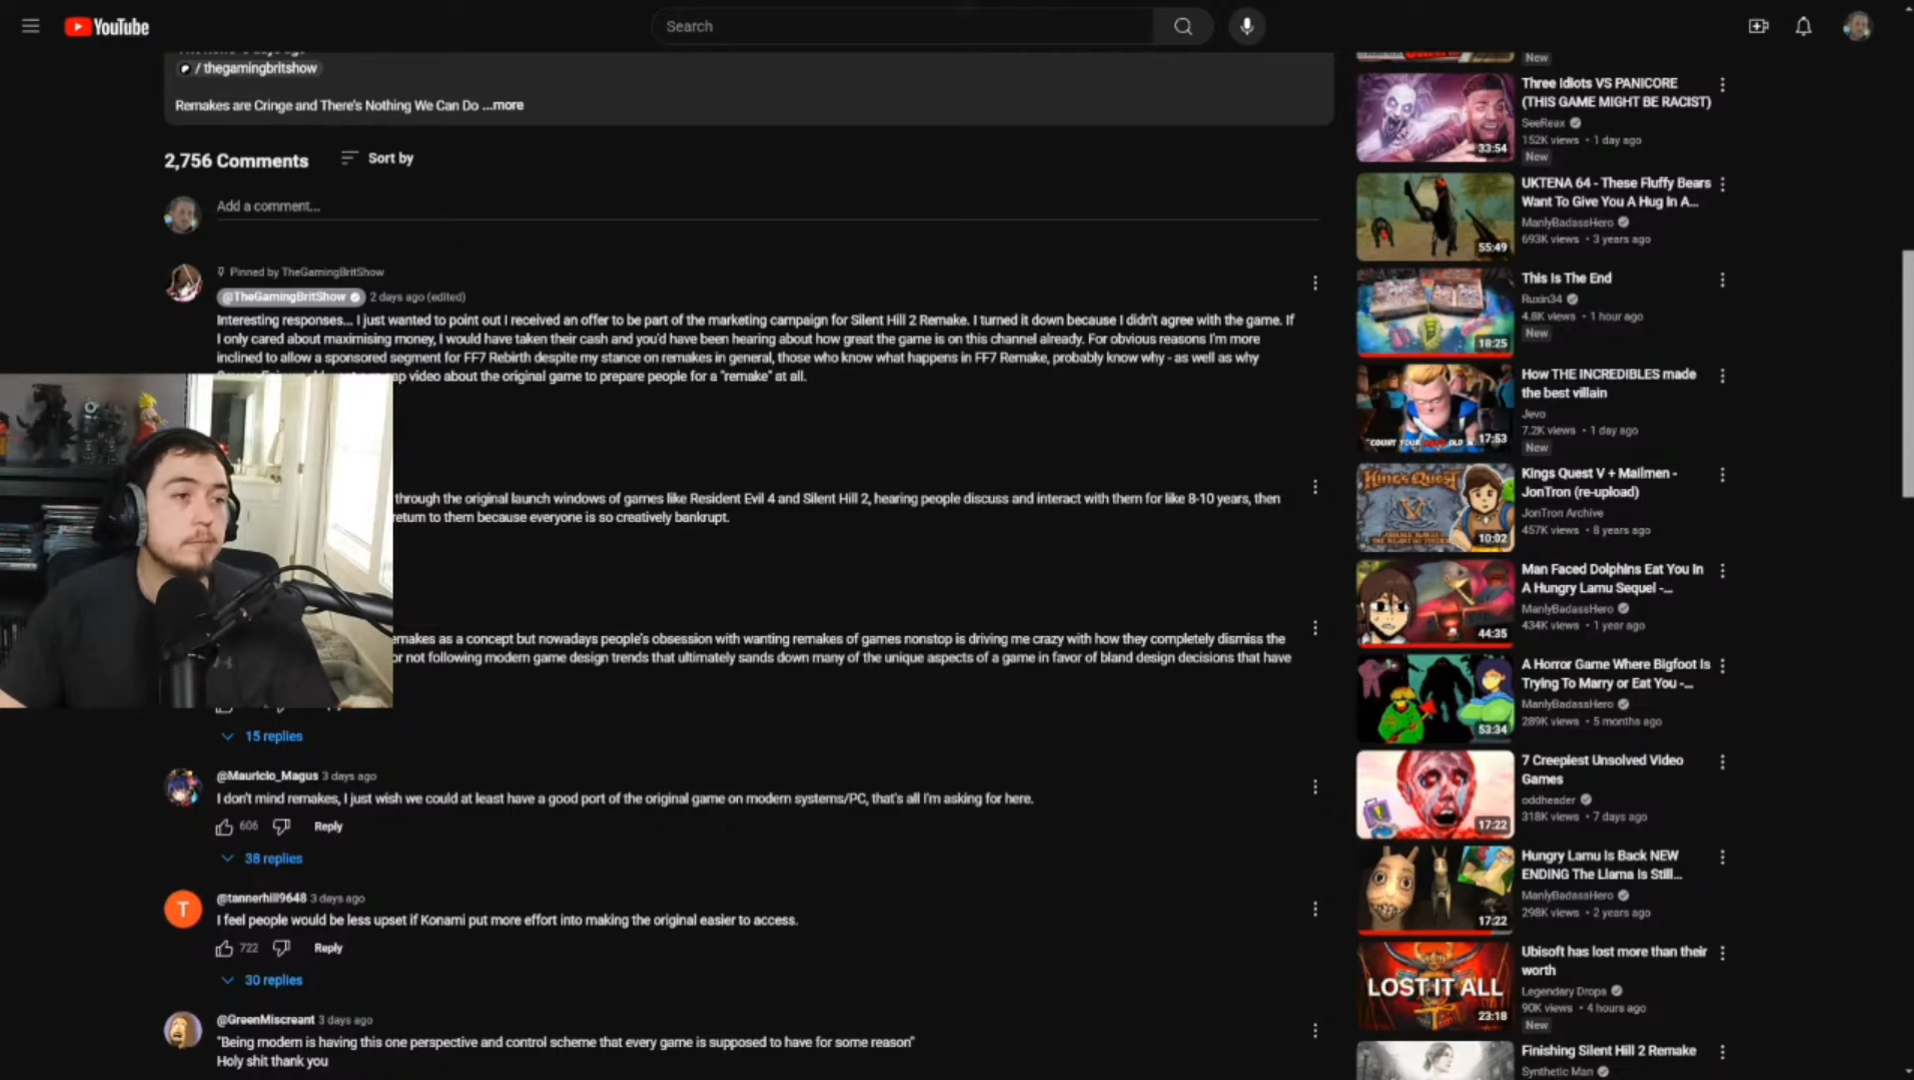 YouTube
Search
/ thegamingbritshow
Remakes are Cringe and There's Nothing We Can Do ...more
2,756 Comments
Sort by
Add a comment...
Pinned by TheGamingBritShow
@TheGamingBritShow 2 days ago (edited)
Interesting responses... I just wanted to point out I received an offer to be part of the marketing campaign for Silent Hill 2 Remake. I turned it down because I didn't agree with the game. If
I only cared about maximising money, I would have taken their cash and you'd have been hearing about how great the game is on this channel already. For obvious reasons I'm more
inclined to allow a sponsored segment for FF7 Rebirth despite my stance on remakes in general, those who know what happens in FF7 Remake, probably know why - as well as why
video about the original game to prepare people for a "remake" at all.
through the original launch windows of games like Resident Evil 4 and Silent Hill 2, hearing people discuss and interact with them for like 8-10 years, then
return to them because everyone is so creatively bankrupt.
emakes as a concept but nowadays people's obsession with wanting remakes of games nonstop is driving me crazy with how they completely dismiss the
or not following modern game design trends that ultimately sands down many of the unique aspects of a game in favor of bland design decisions that have
15 replies
@Mauricio_Magus 3 days ago
I don't mind remakes, I just wish we could at least have a good port of the original game on modern systems/PC, that's all I'm asking for here.
606 Reply
38 replies
T
@tannerhill9648 3 days ago
I feel people would be less upset if Konami put more effort into making the original easier to access.
722 Reply
30 replies
@GreenMiscreant 3 days ago
"Being modern is having this one perspective and control scheme that every game is supposed to have for some reason"
Holy shit thank you
New
Three Idiots VS PANICORE
(THIS GAME MIGHT BE RACIST)
SeeReax
152K views • 1 day ago
New
33:54
UKTENA 64 - These Fluffy Bears
Want To Give You A Hug In A...
ManlyBadassHero
693K views • 3 years ago
55:49
This Is The End
Ruxin34
4.8K views • 1 hour ago
New
18:25
How THE INCREDIBLES made
the best villain
Jevo
7.2K views • 1 day ago
New
17:53
Kings Quest V + Mailmen -
JonTron (re-upload)
JonTron Archive
457K views • 8 years ago
KINGS QUEST
V
10:02
Man Faced Dolphins Eat You In
A Hungry Lamu Sequel -...
ManlyBadassHero
434K views • 1 year ago
44:35
A Horror Game Where Bigfoot Is
Trying To Marry or Eat You -...
ManlyBadassHero
289K views • 5 months ago
53:34
7 Creepiest Unsolved Video
Games
oddheader
318K views • 7 days ago
17:22
Hungry Lamu Is Back NEW
ENDING The Llama Is Still...
ManlyBadassHero
298K views • 2 years ago
17:22
Ubisoft has lost more than their
worth
Legendary Drops
90K views • 4 hours ago
New
LOST IT ALL
23:18
Finishing Silent Hill 2 Remake
Synthetic Man